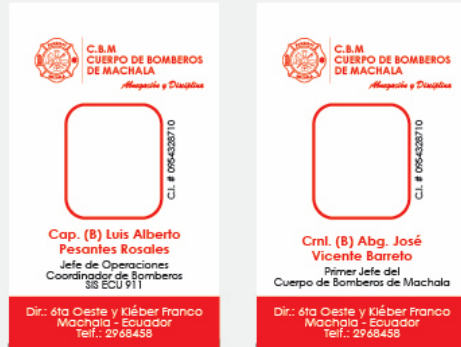 C.B.M
CUERPO DE BOMBEROS
DE MACHALA
Abnegación y Disciplina
C.I. # 0954328710
Cap. (B) Luis Alberto
Pesantes Rosales
Jefe de Operaciones
Coordinador de Bomberos
SIS ECU 911
Dir.: 6ta Oeste y Kléber Franco
Machala - Ecuador
Telf.: 2968458
C.B.M
CUERPO DE BOMBEROS
DE MACHALA
Abnegación y Disciplina
C.I. # 0954328710
Crnl. (B) Abg. José
Vicente Barreto
Primer Jefe del
Cuerpo de Bomberos de Machala
Dir.: 6ta Oeste y Kléber Franco
Machala - Ecuador
Telf.: 2968458